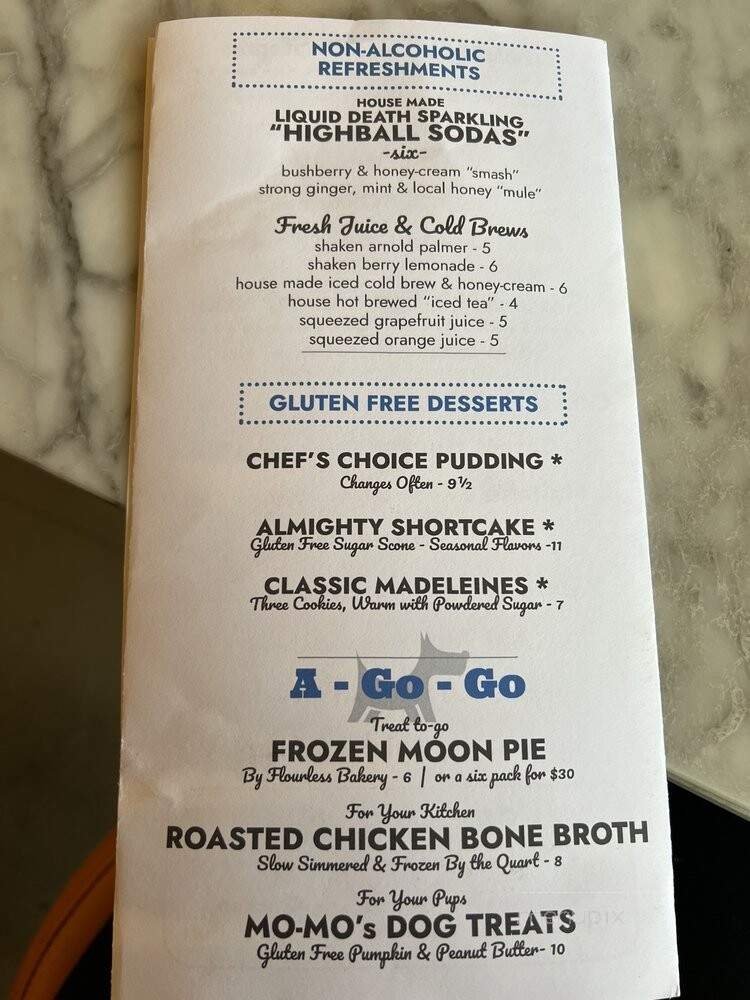 NON-ALCOHOLIC
REFRESHMENTS
HOUSE MADE
LIQUID DEATH SPARKLING
"HIGHBALL SODAS"
-six-
bushberry & honey-cream "smash"
strong ginger, mint & local honey "mule"
Fresh Juice & Cold Brews
shaken arnold palmer - 5
shaken berry lemonade - 6
house made iced cold brew & honey-cream - 6
house hot brewed "iced tea" - 4
squeezed grapefruit juice - 5
squeezed orange juice - 5
GLUTEN FREE DESSERTS
CHEF'S CHOICE PUDDING *
Changes Often - 9½
ALMIGHTY SHORTCAKE *
Gluten Free Sugar Scone - Seasonal Flavors -11
CLASSIC MADELEINES *
Three Cookies, Warm with Powdered Sugar - 7
A - Go - Go
Treat to-go
FROZEN MOON PIE
By Flourless Bakery - 6 | or a six pack for $30
For Your Kitchen
ROASTED CHICKEN BONE BROTH
Slow Simmered & Frozen By the Quart - 8
For Your Pups
MO-MO's DOG TREATS
Gluten Free Pumpkin & Peanut Butter- 10